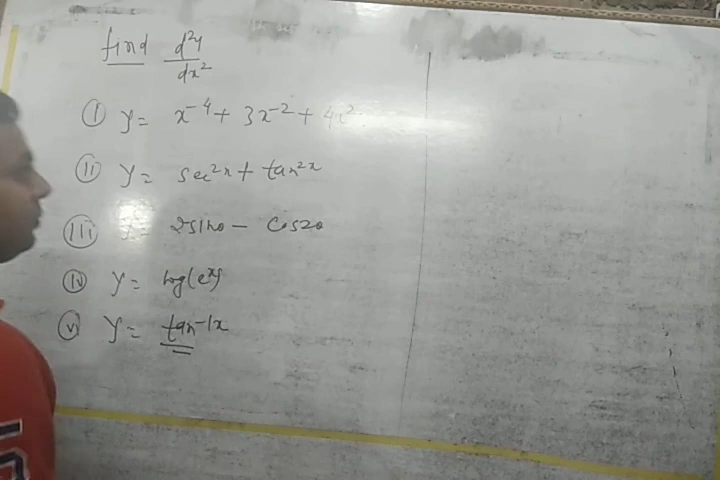 find d²y/dx²
(i) y = x⁻⁴ + 3x⁻² + 4x²
(ii) y = sec²x + tan²x
(iii) y = 2sinθ − cos2θ
(iv) y = log(eˣ)
(v) y = tan⁻¹x